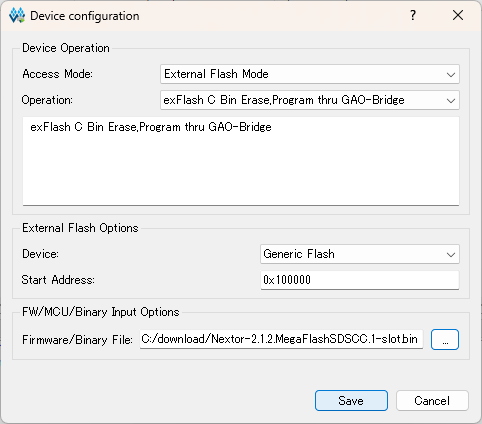 Device configuration
?
Device Operation
Access Mode: External Flash Mode
Operation: exFlash C Bin Erase,Program thru GAO-Bridge
exFlash C Bin Erase,Program thru GAO-Bridge
External Flash Options
Device: Generic Flash
Start Address: 0x100000
FW/MCU/Binary Input Options
Firmware/Binary File: C:/download/Nextor-2.1.2.MegaFlashSDSCC.1-slot.bin ...
Save Cancel